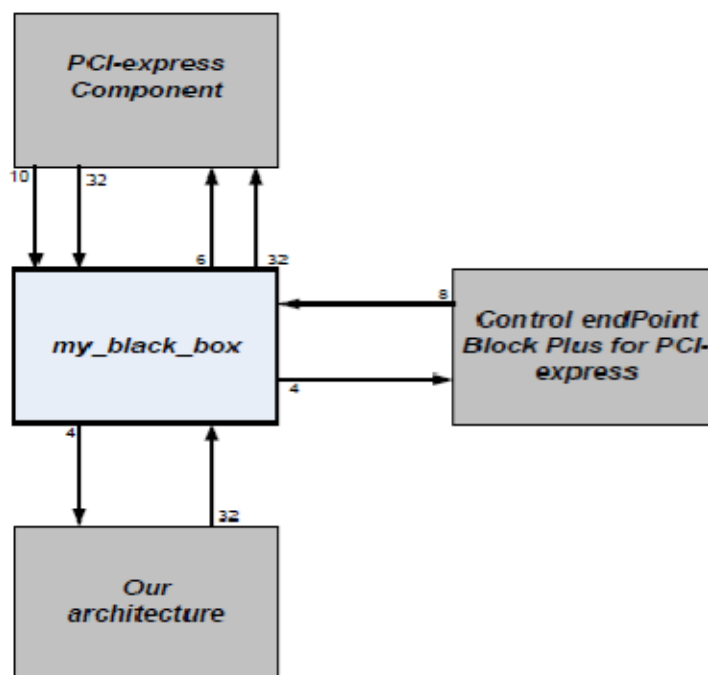 PCI-express
Component
10
32
6
32
my_black_box
8
4
Control endPoint
Block Plus for PCI-
express
4
32
Our
architecture